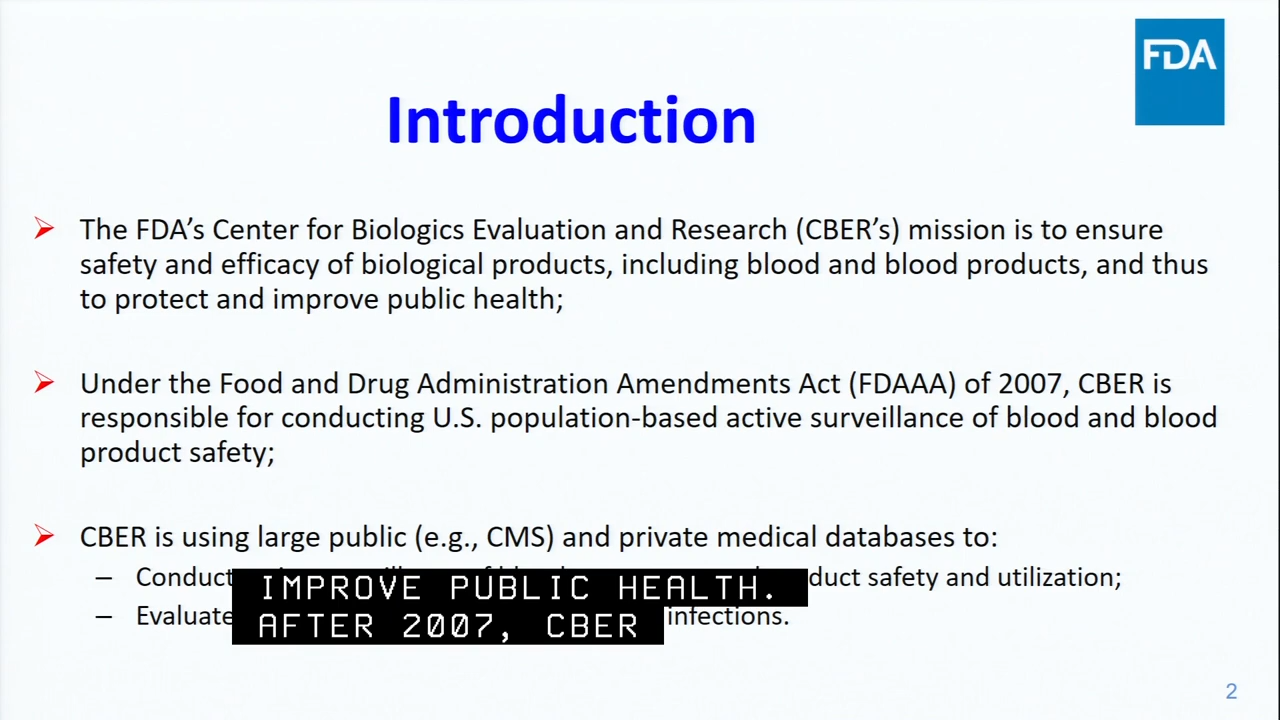 FDA
Introduction
The FDA’s Center for Biologics Evaluation and Research (CBER’s) mission is to ensure
safety and efficacy of biological products, including blood and blood products, and thus
to protect and improve public health;
Under the Food and Drug Administration Amendments Act (FDAAA) of 2007, CBER is
responsible for conducting U.S. population-based active surveillance of blood and blood
product safety;
CBER is using large public (e.g., CMS) and private medical databases to:
– Conduct safety and utilization;
IMPROVE PUBLIC HEALTH.
– Evaluate infections.
AFTER 2007, CBER
2